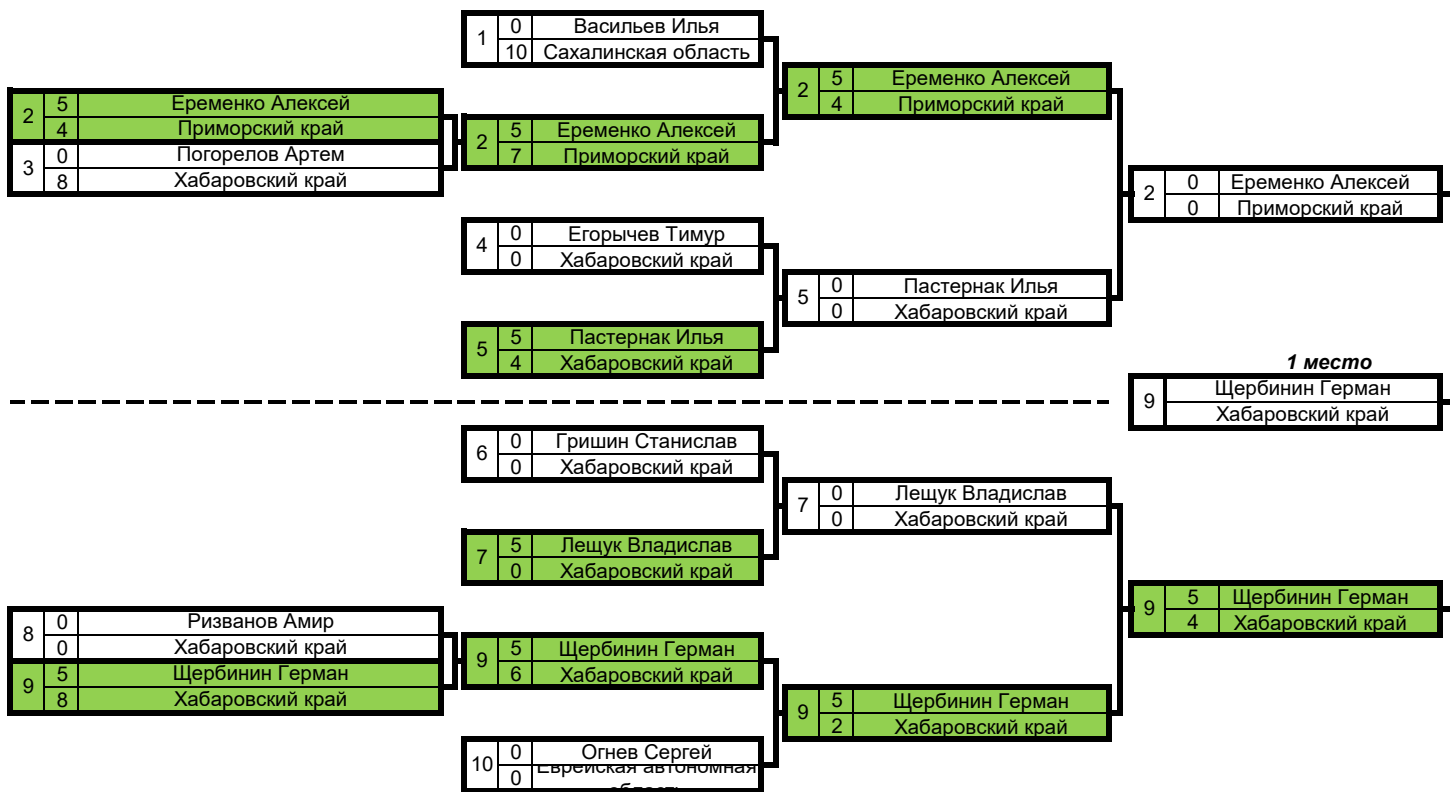 1 0 Васильев Илья
10 Сахалинская область
2 5 Еременко Алексей
4 Приморский край
2 5 Еременко Алексей
4 Приморский край
3 0 Погорелов Артем
8 Хабаровский край
2 5 Еременко Алексей
7 Приморский край
2 0 Еременко Алексей
0 Приморский край
4 0 Егорычев Тимур
0 Хабаровский край
5 0 Пастернак Илья
0 Хабаровский край
5 5 Пастернак Илья
4 Хабаровский край
1 место
9 Щербинин Герман
Хабаровский край
6 0 Гришин Станислав
0 Хабаровский край
7 0 Лещук Владислав
0 Хабаровский край
7 5 Лещук Владислав
0 Хабаровский край
9 5 Щербинин Герман
4 Хабаровский край
8 0 Ризванов Амир
0 Хабаровский край
9 5 Щербинин Герман
8 Хабаровский край
9 5 Щербинин Герман
6 Хабаровский край
9 5 Щербинин Герман
2 Хабаровский край
10 0 Огнев Сергей
0 Еврейская автономная
область